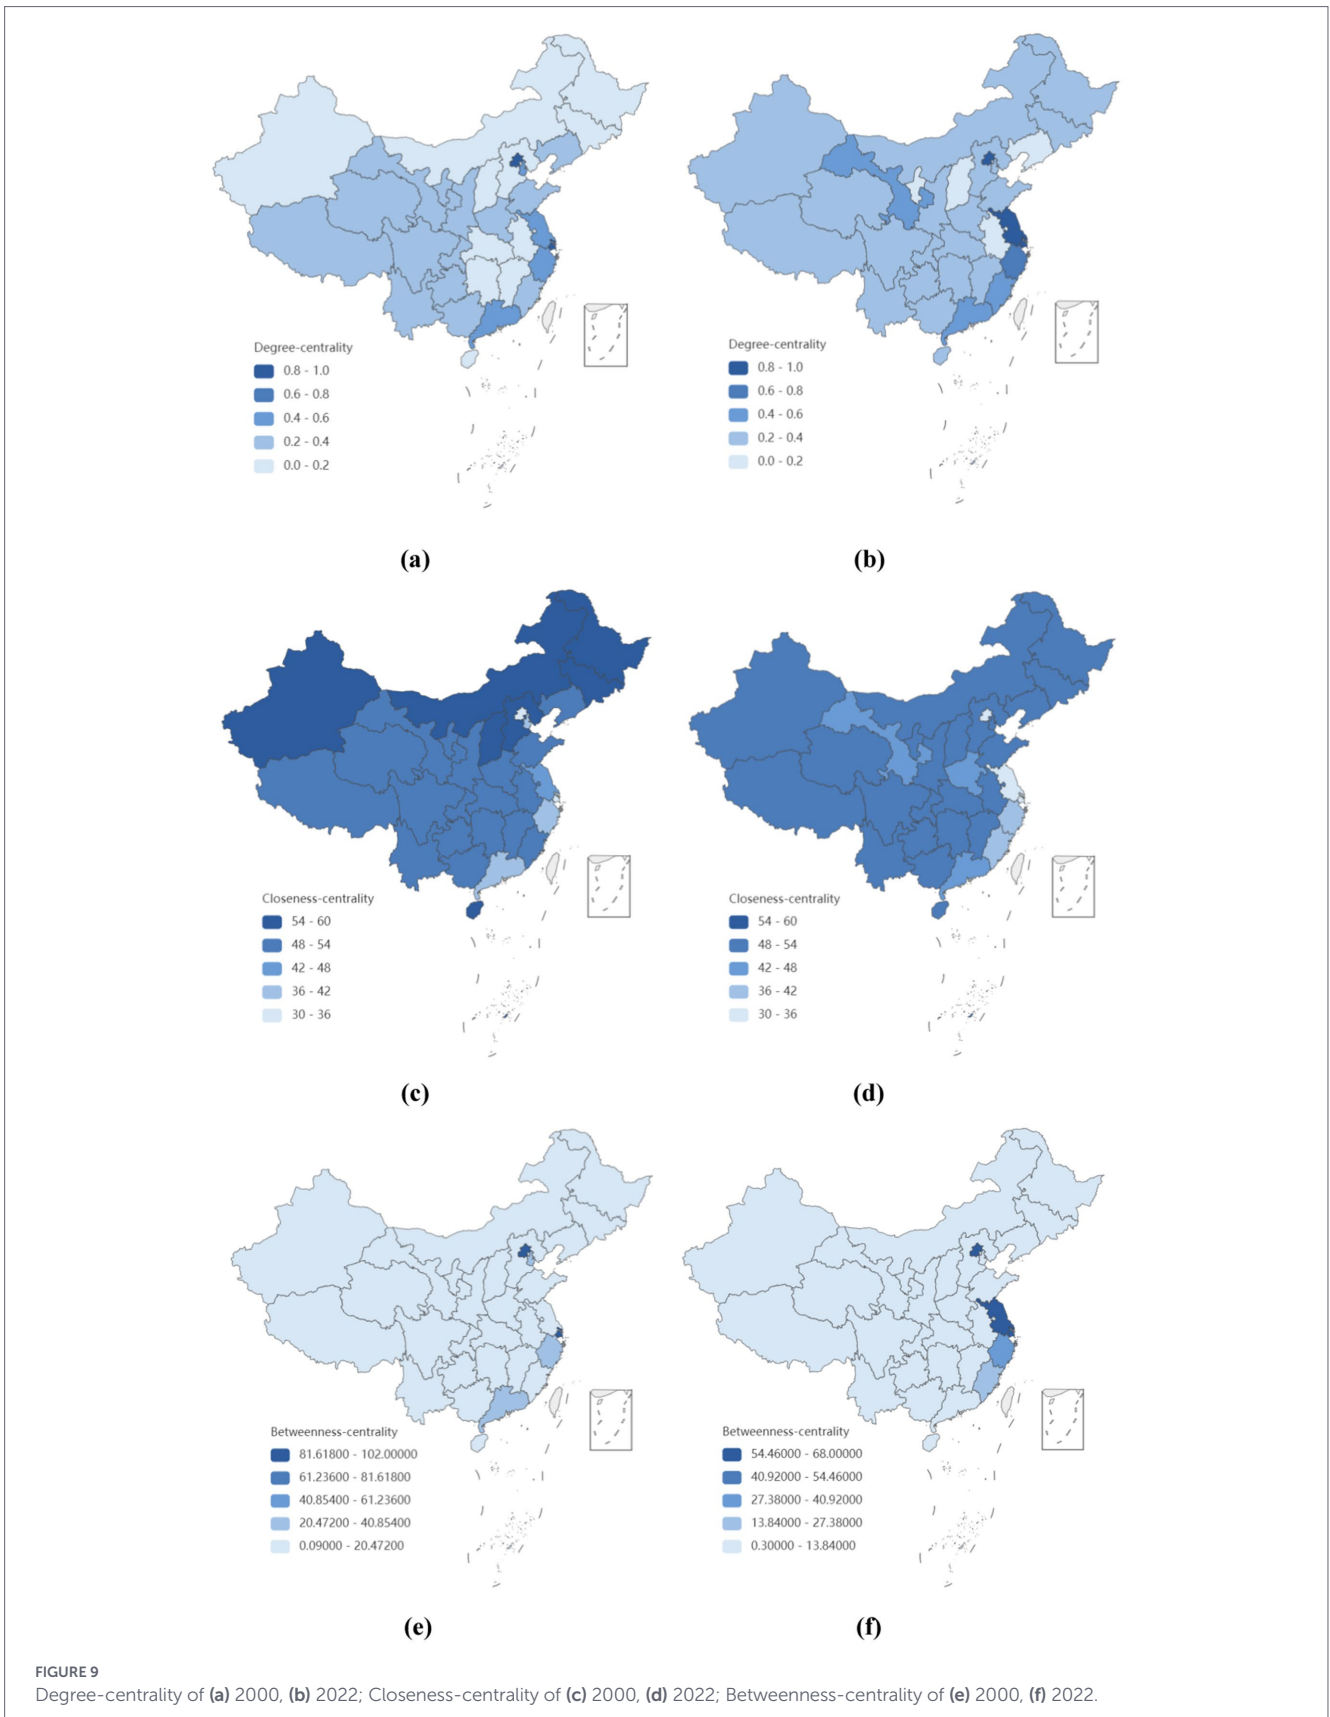 Degree-centrality
0.8 - 1.0
0.6 - 0.8
0.4 - 0.6
0.2 - 0.4
0.0 - 0.2
(a)
Degree-centrality
0.8 - 1.0
0.6 - 0.8
0.4 - 0.6
0.2 - 0.4
0.0 - 0.2
(b)
Closeness-centrality
54 - 60
48 - 54
42 - 48
36 - 42
30 - 36
(c)
Closeness-centrality
54 - 60
48 - 54
42 - 48
36 - 42
30 - 36
(d)
Betweenness-centrality
81.61800 - 102.00000
61.23600 - 81.61800
40.85400 - 61.23600
20.47200 - 40.85400
0.09000 - 20.47200
(e)
Betweenness-centrality
54.46000 - 68.00000
40.92000 - 54.46000
27.38000 - 40.92000
13.84000 - 27.38000
0.30000 - 13.84000
(f)
FIGURE 9
Degree-centrality of (a) 2000, (b) 2022; Closeness-centrality of (c) 2000, (d) 2022; Betweenness-centrality of (e) 2000, (f) 2022.